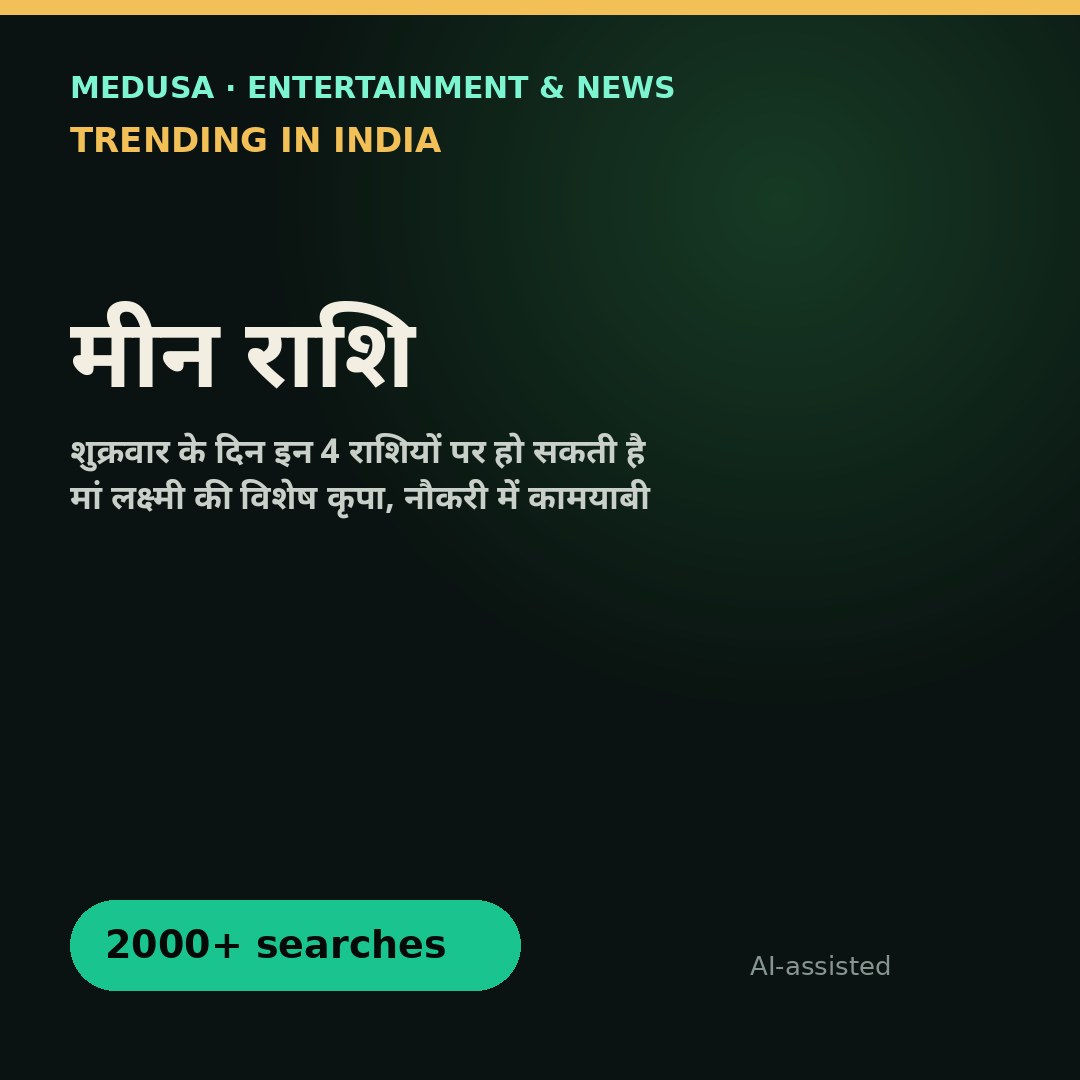 MEDUSA · ENTERTAINMENT & NEWS
TRENDING IN INDIA
मीन राशि
शुक्रवार के दिन इन 4 राशियों पर हो सकती है
मां लक्ष्मी की विशेष कृपा, नौकरी में कामयाबी
2000+ searches
AI-assisted